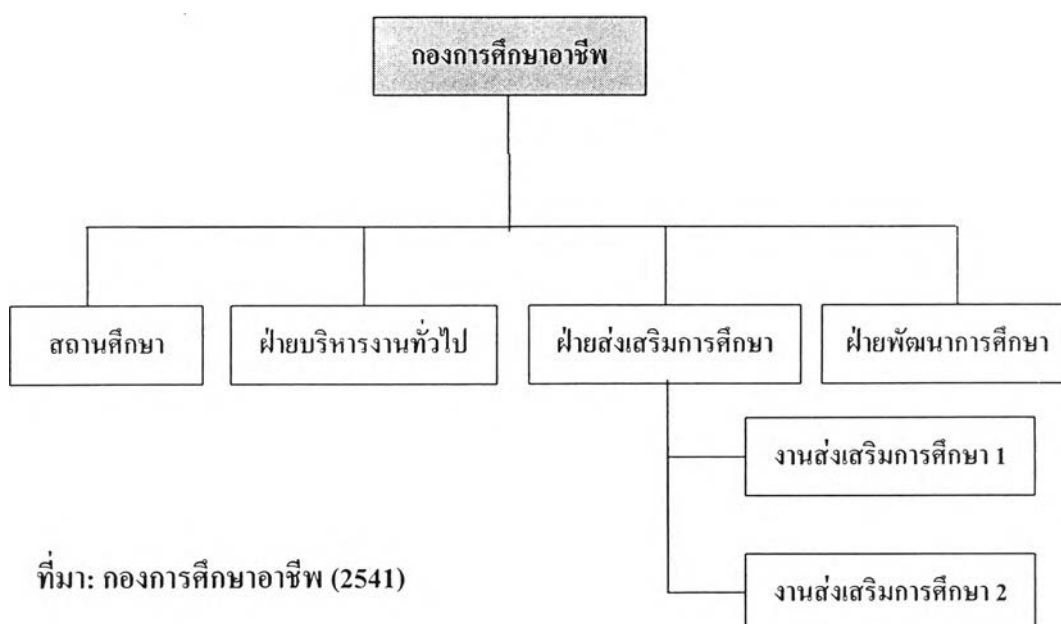 กองการศึกษาอาชีพ
สถานศึกษา
ฝ่ายบริหารงานทั่วไป
ฝ่ายส่งเสริมการศึกษา
ฝ่ายพัฒนาการศึกษา
งานส่งเสริมการศึกษา 1
งานส่งเสริมการศึกษา 2
ที่มา: กองการศึกษาอาชีพ (2541)